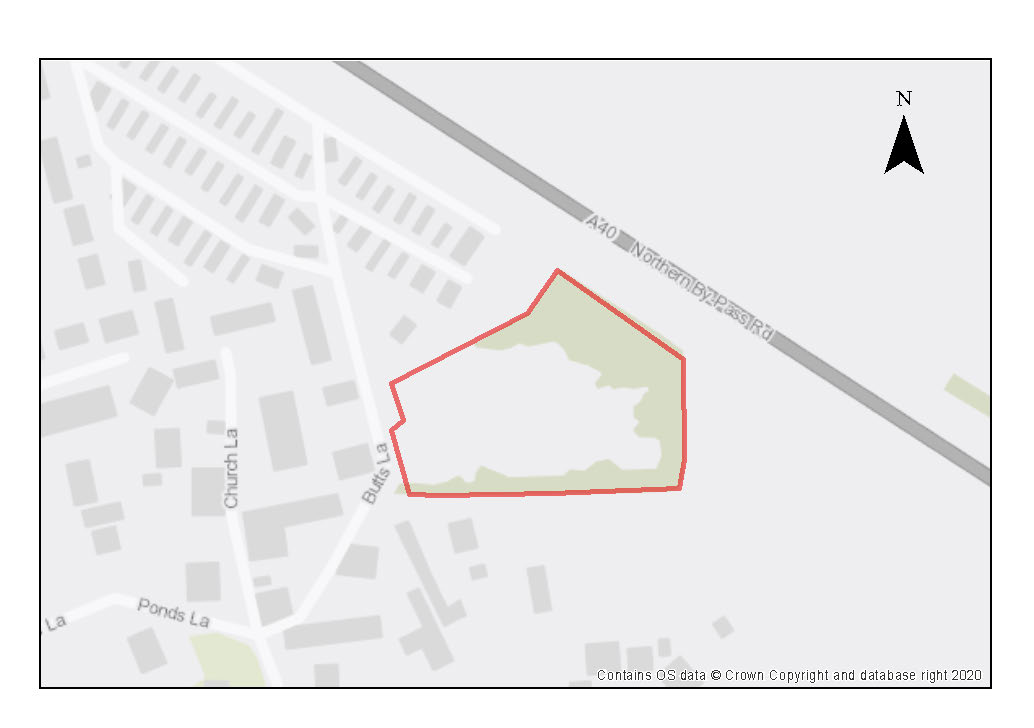 N
A40 Northern By-Pass Rd
Church La
Butts La
Ponds La
La
Contains OS data © Crown Copyright and database right 2020